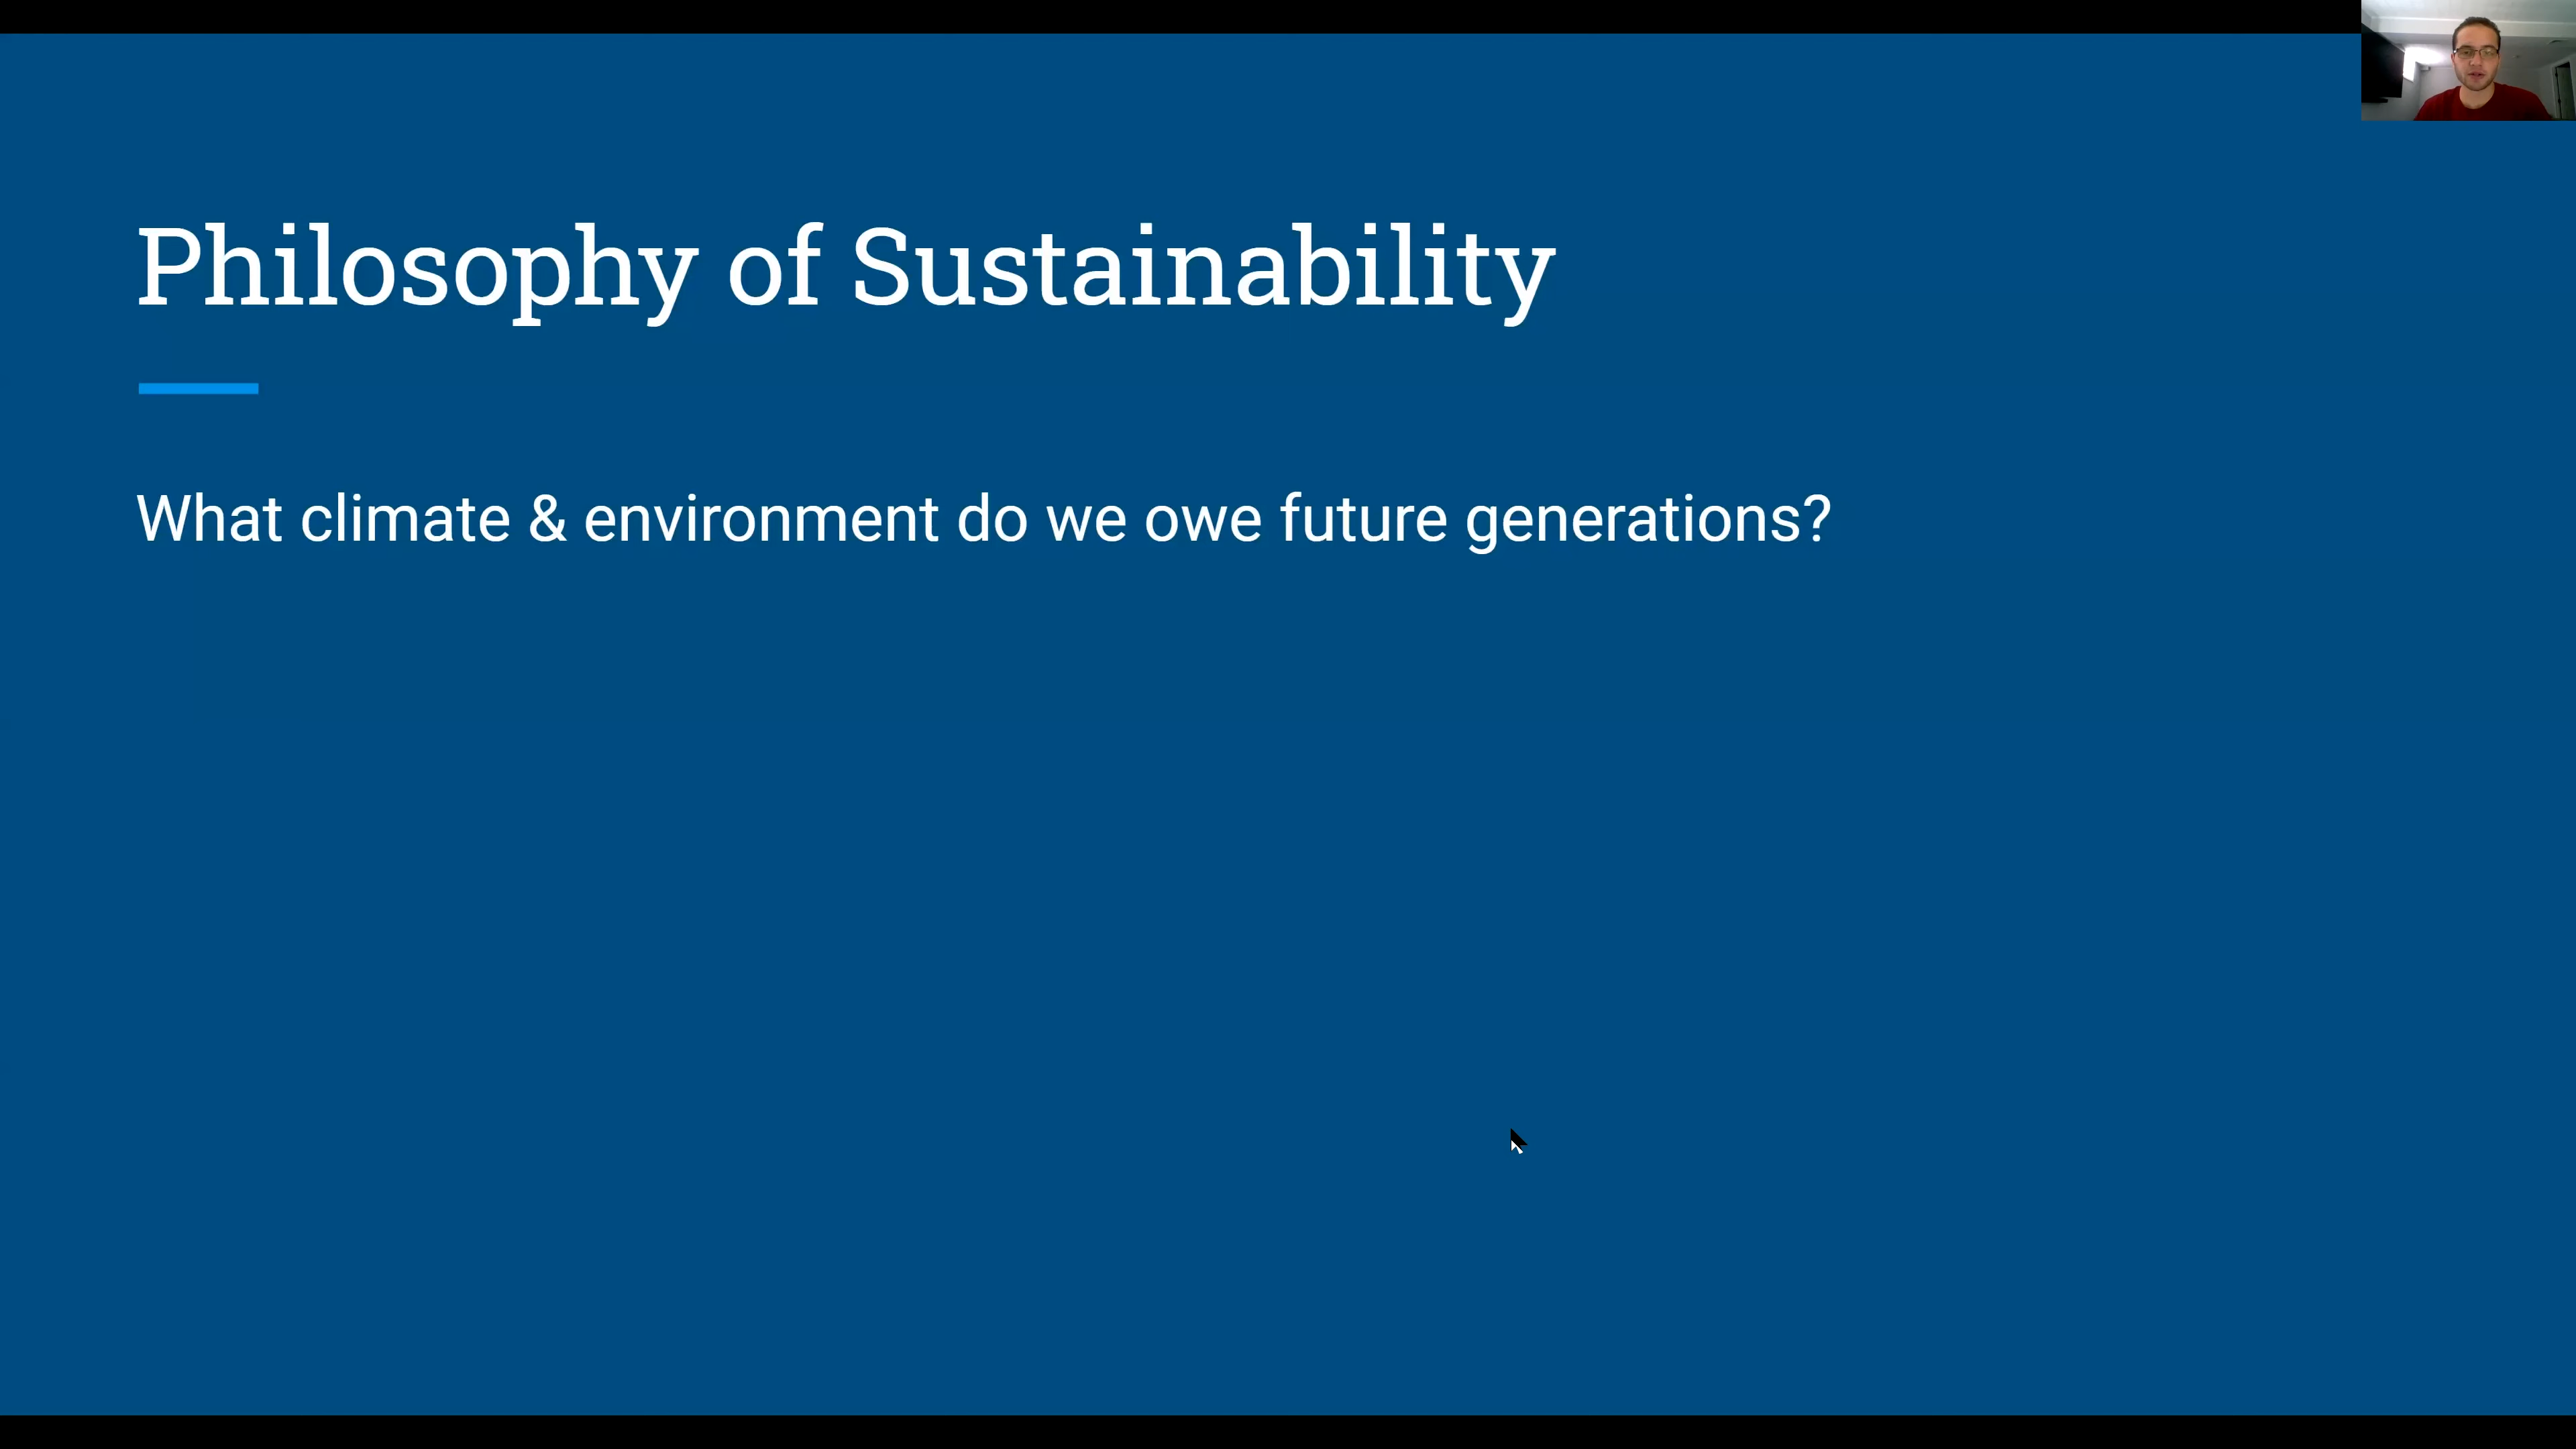 Philosophy of Sustainability
What climate & environment do we owe future generations?